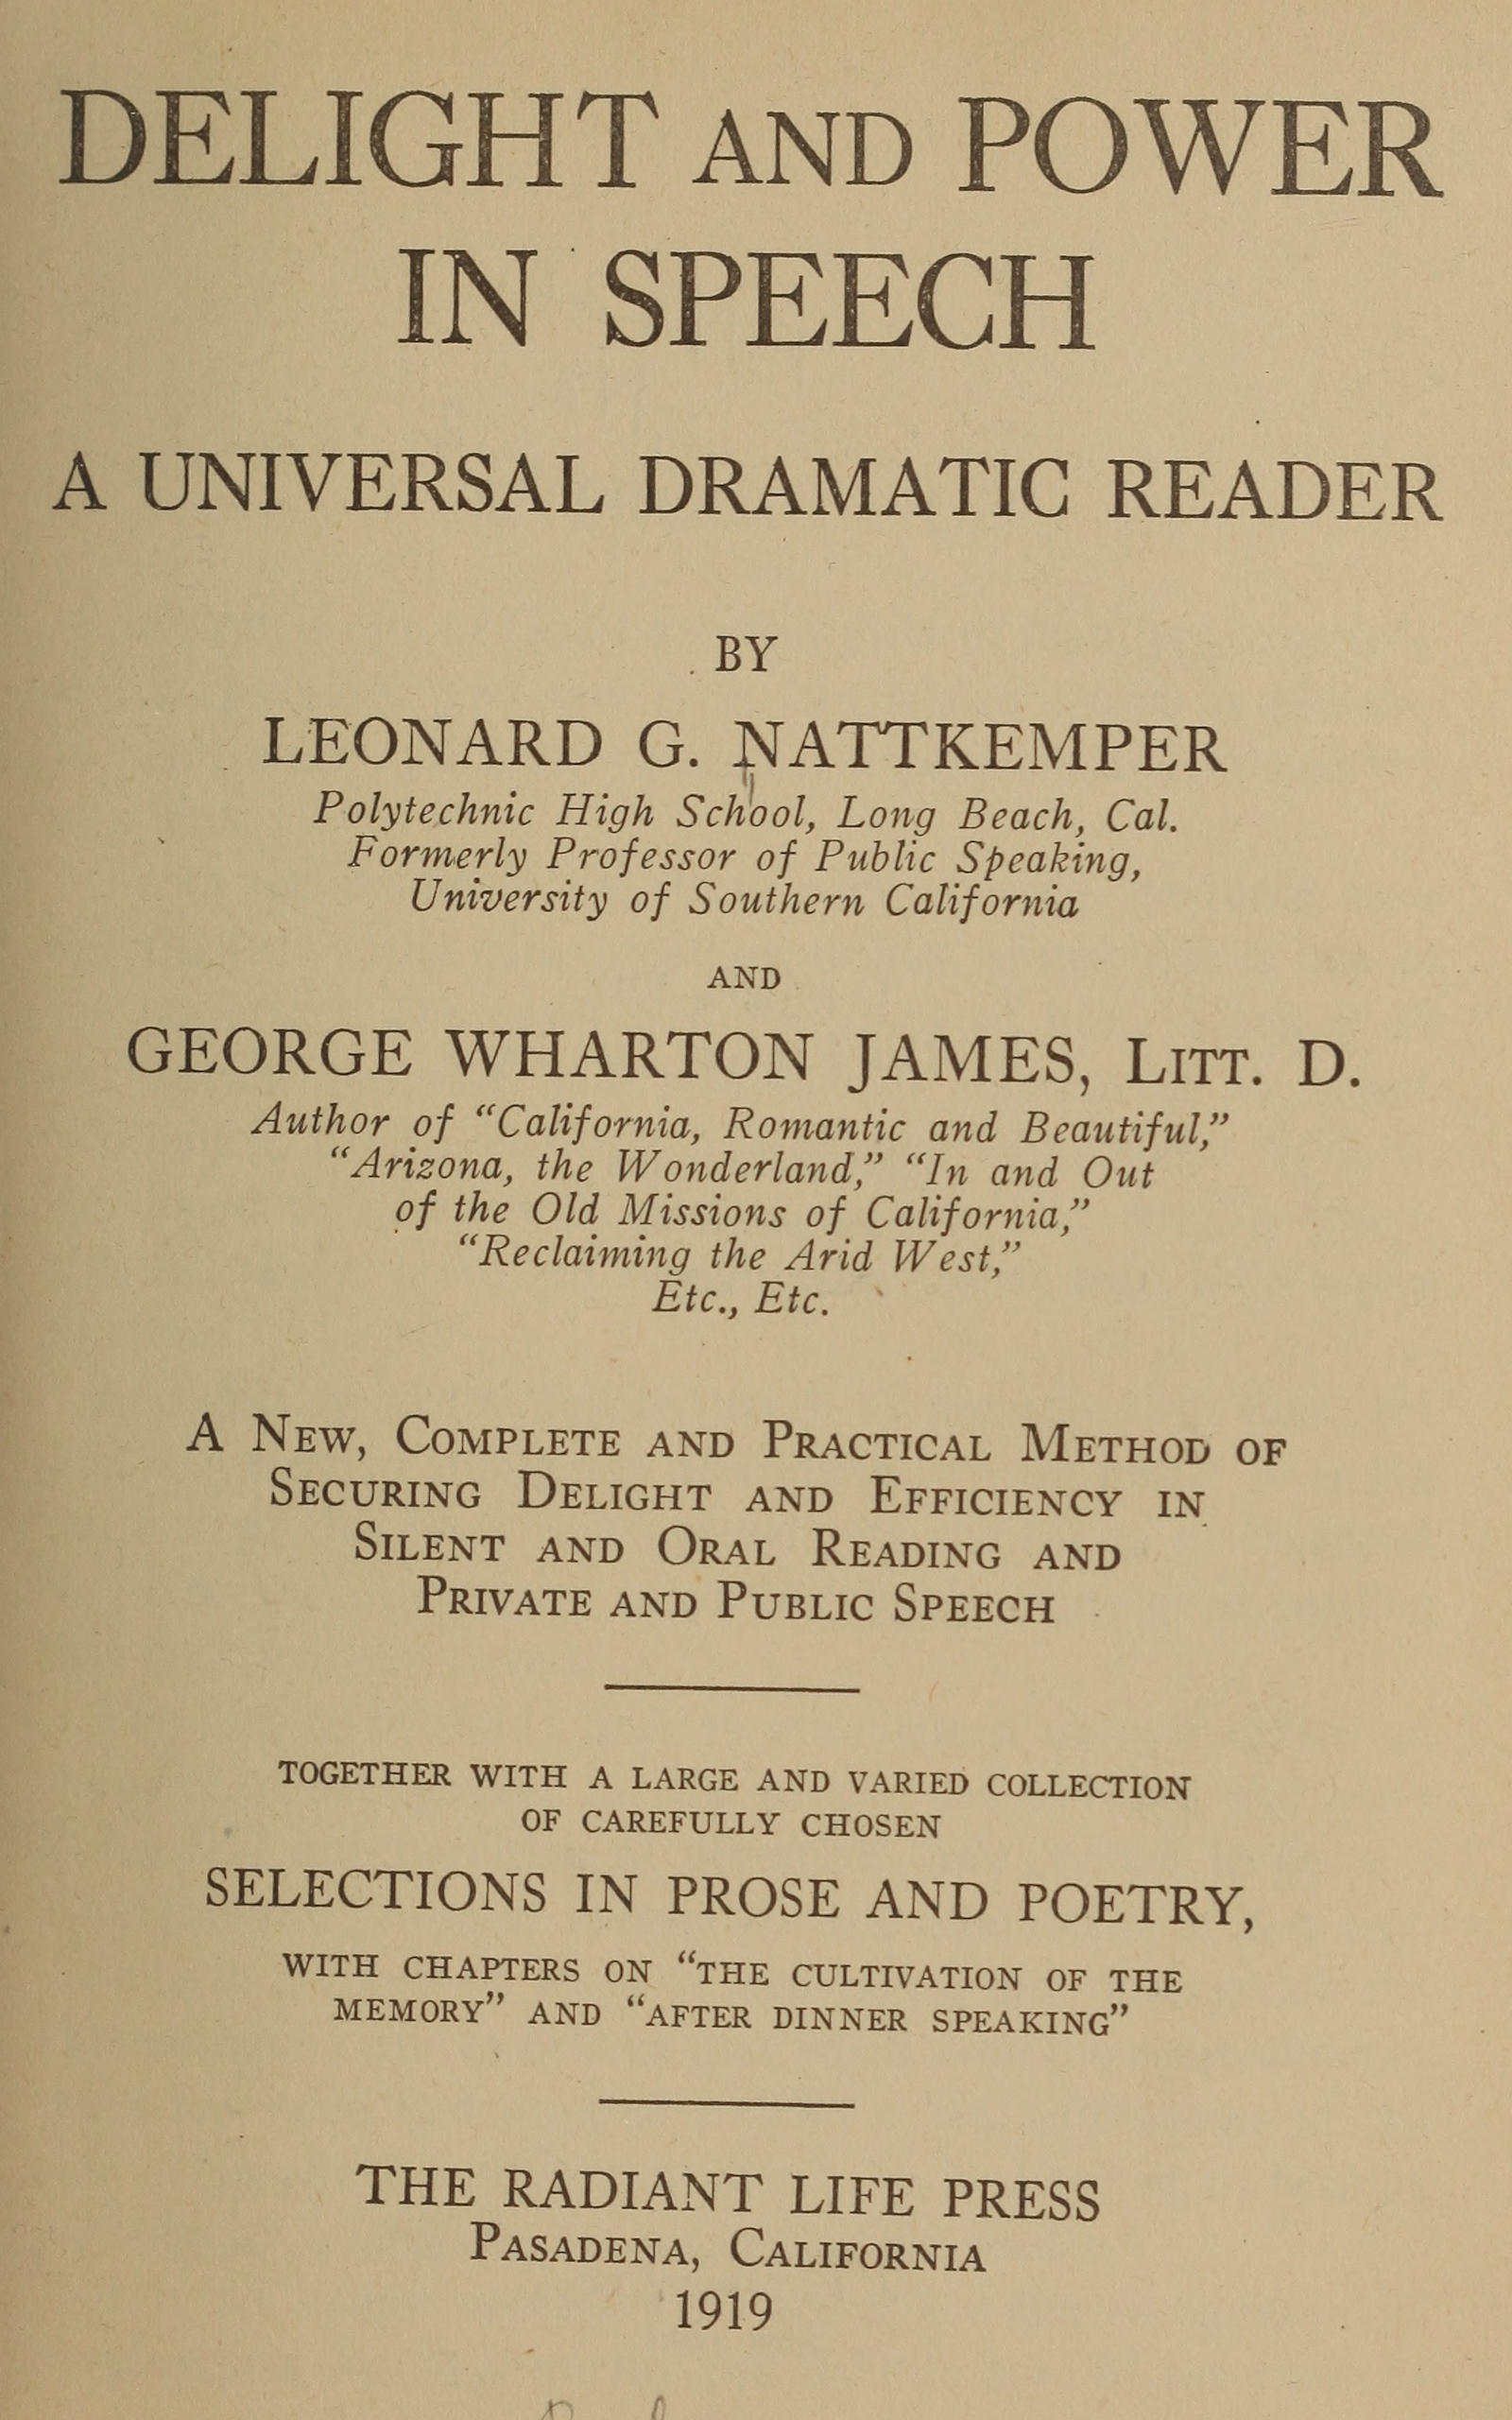 DELIGHT AND POWER
IN SPEECH
A UNIVERSAL DRAMATIC READER
BY
LEONARD G. NATTKEMPER
Polytechnic High School, Long Beach, Cal.
Formerly Professor of Public Speaking,
University of Southern California
AND
GEORGE WHARTON JAMES, LITT. D.
Author of “California, Romantic and Beautiful,”
“Arizona, the Wonderland,” “In and Out
of the Old Missions of California,”
“Reclaiming the Arid West,”
Etc., Etc.
A NEW, COMPLETE AND PRACTICAL METHOD OF
SECURING DELIGHT AND EFFICIENCY IN
SILENT AND ORAL READING AND
PRIVATE AND PUBLIC SPEECH
TOGETHER WITH A LARGE AND VARIED COLLECTION
OF CAREFULLY CHOSEN
SELECTIONS IN PROSE AND POETRY,
WITH CHAPTERS ON “THE CULTIVATION OF THE
MEMORY” AND “AFTER DINNER SPEAKING”
THE RADIANT LIFE PRESS
PASADENA, CALIFORNIA
1919